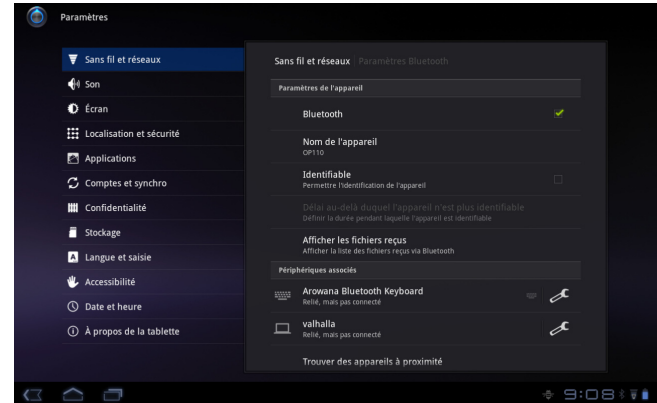 Paramètres
Sans fil et réseaux
Son
Écran
Localisation et sécurité
Applications
Comptes et synchro
Confidentialité
Stockage
Langue et saisie
Accessibilité
Date et heure
À propos de la tablette
Sans fil et réseaux Paramètres Bluetooth
Paramètres de l'appareil
Bluetooth
Nom de l'appareil
OP110
Identifiable
Permettre l'identification de l'appareil
Délai au-delà duquel l'appareil n'est plus identifiable
Définir la durée pendant laquelle l'appareil est identifiable
Afficher les fichiers reçus
Afficher la liste des fichiers reçus via Bluetooth
Périphériques associés
Arowana Bluetooth Keyboard
Relié, mais pas connecté
valhalla
Relié, mais pas connecté
Trouver des appareils à proximité
9:08